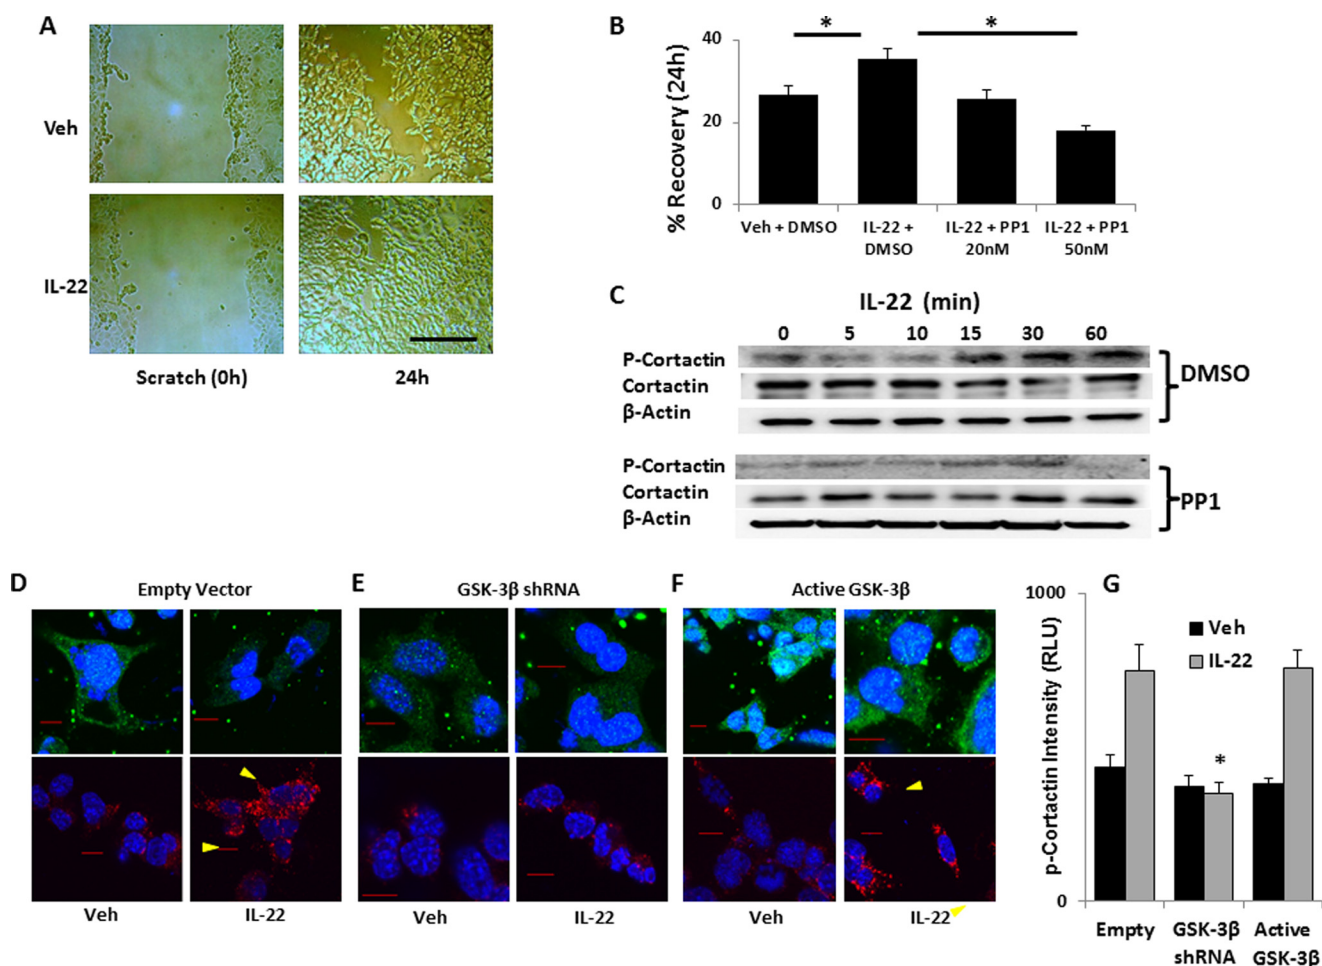 A
Veh
IL-22
Scratch (0h)
24h
B
*
*
% Recovery (24h)
40
20
0
Veh + DMSO
IL-22 +
DMSO
IL-22 + PP1
20nM
IL-22 + PP1
50nM
C
IL-22 (min)
0 5 10 15 30 60
P-Cortactin
Cortactin
β-Actin
DMSO
P-Cortactin
Cortactin
β-Actin
PP1
D
Empty Vector
E
GSK-3β shRNA
F
Active GSK-3β
Veh
IL-22
Veh
IL-22
Veh
IL-22
G
p-Cortactin Intensity (RLU)
1000
0
Veh
IL-22
*
Empty
GSK-3β
shRNA
Active
GSK-3β